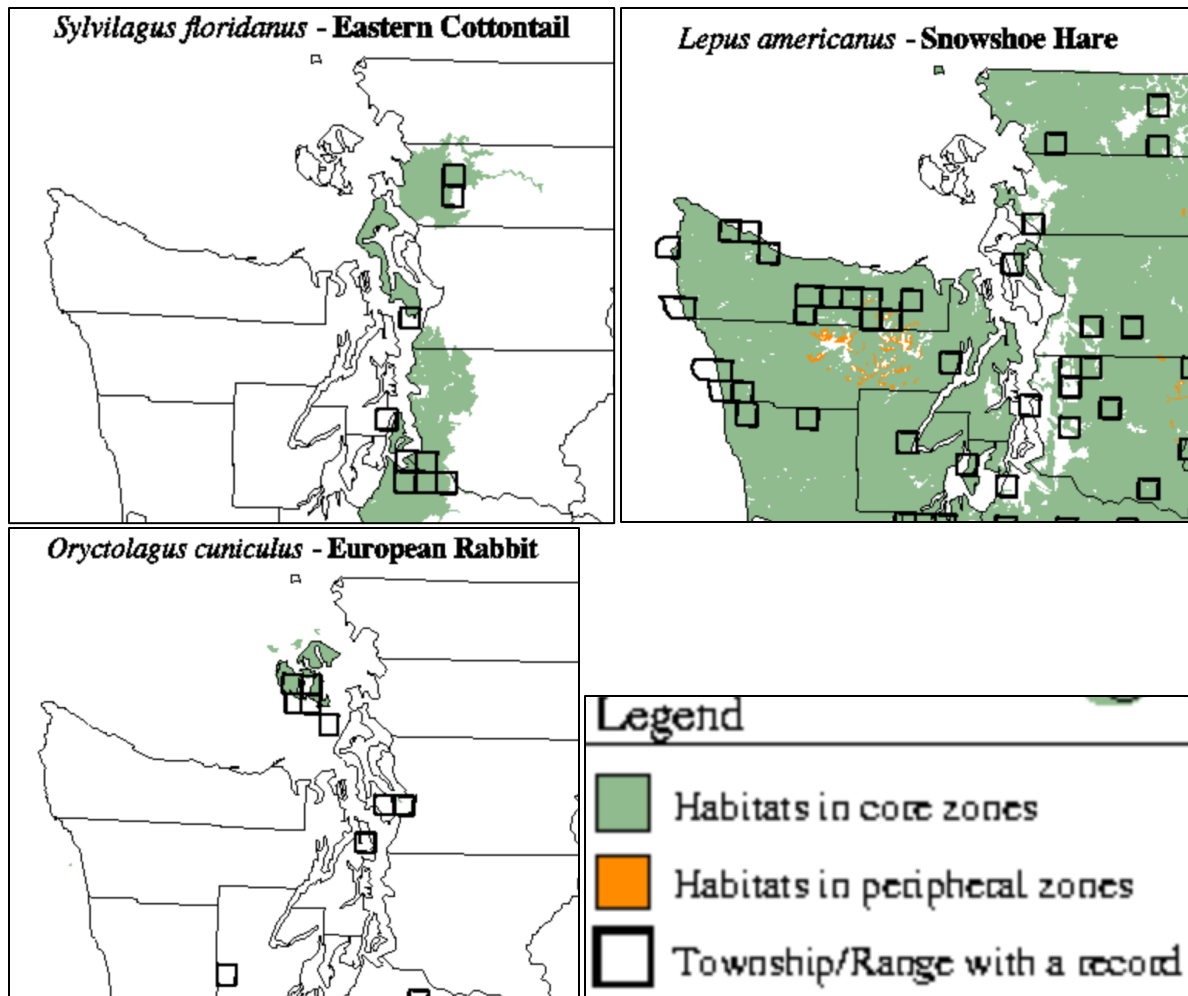 Sylvilagus floridanus - Eastern Cottontail
Lepus americanus - Snowshoe Hare
Oryctolagus cuniculus - European Rabbit
Legend
Habitats in core zones
Habitats in peripheral zones
Township/Range with a record